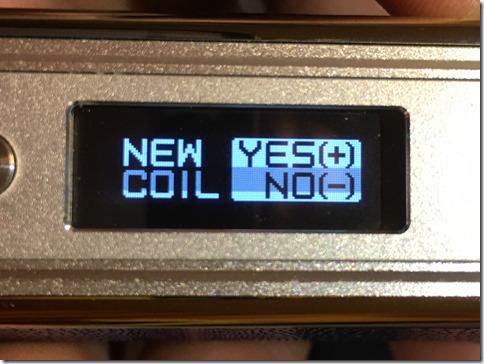 NEW YES(+)
COIL NO(-)